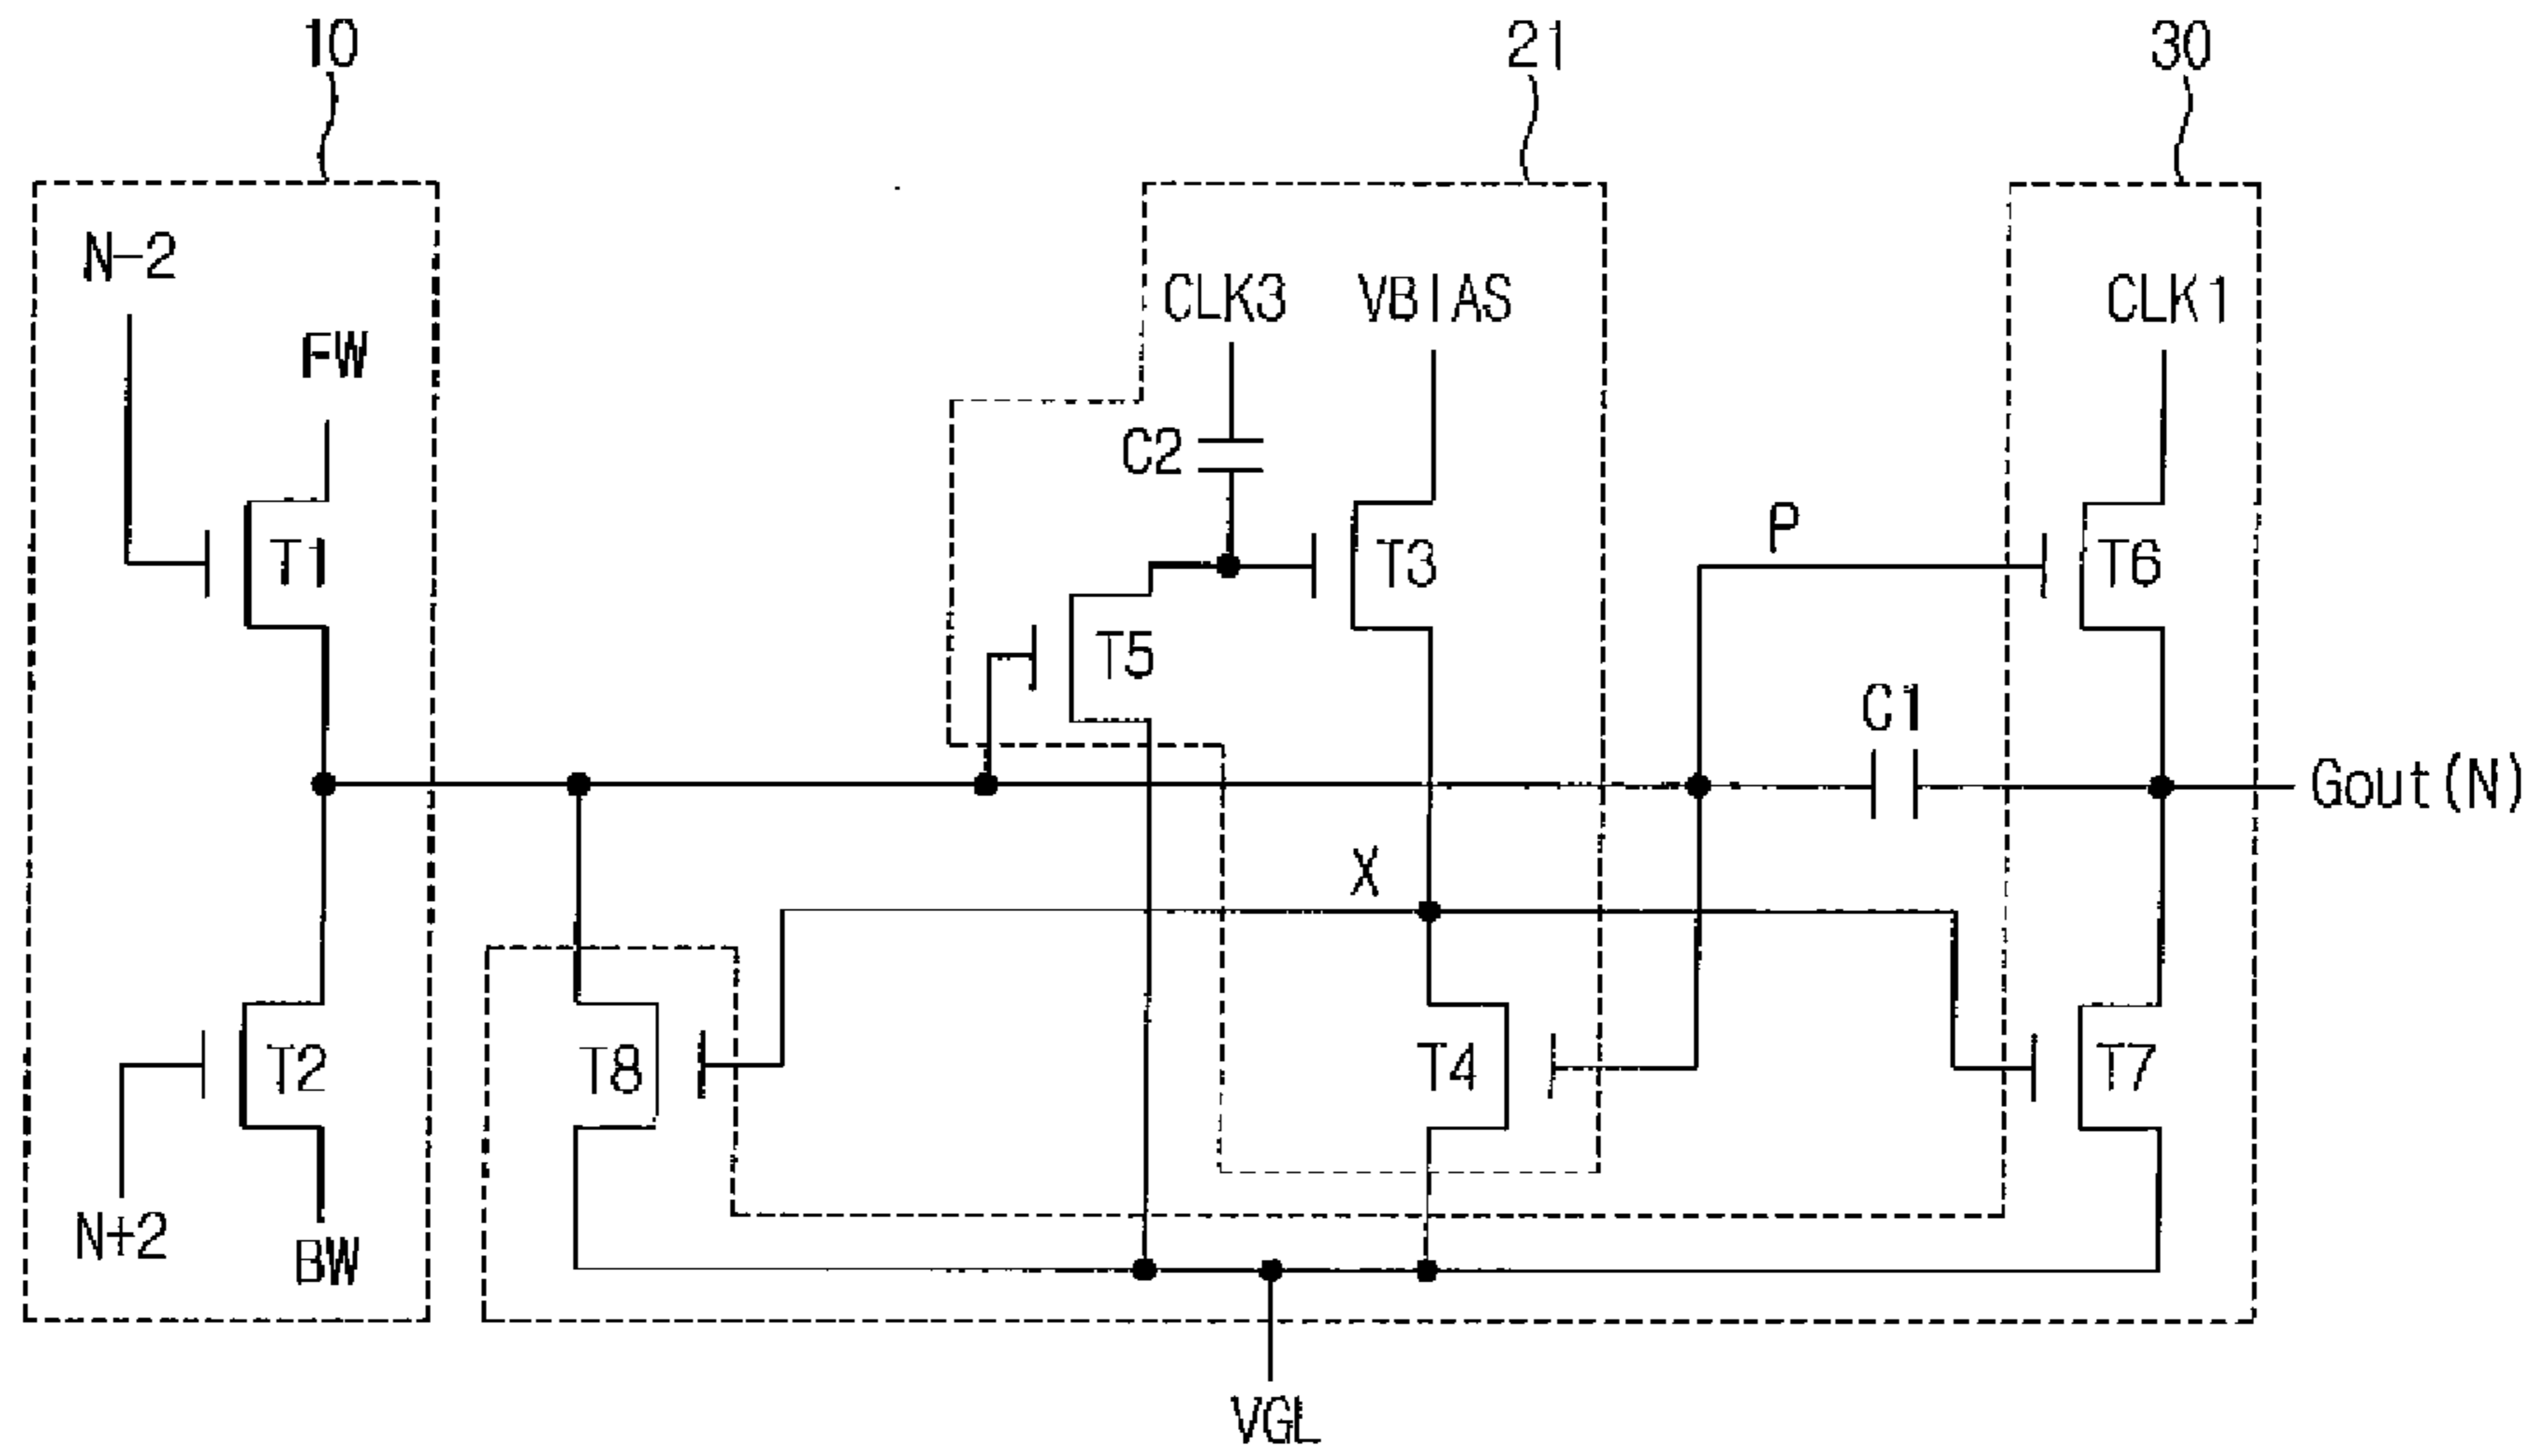 10
21
30
N-2
FW
CLK3
VBIAS
CLK1
C2
P
T1
T3
T6
T5
C1
Gout(N)
X
T2
T8
T4
T7
N+2
BW
VGL